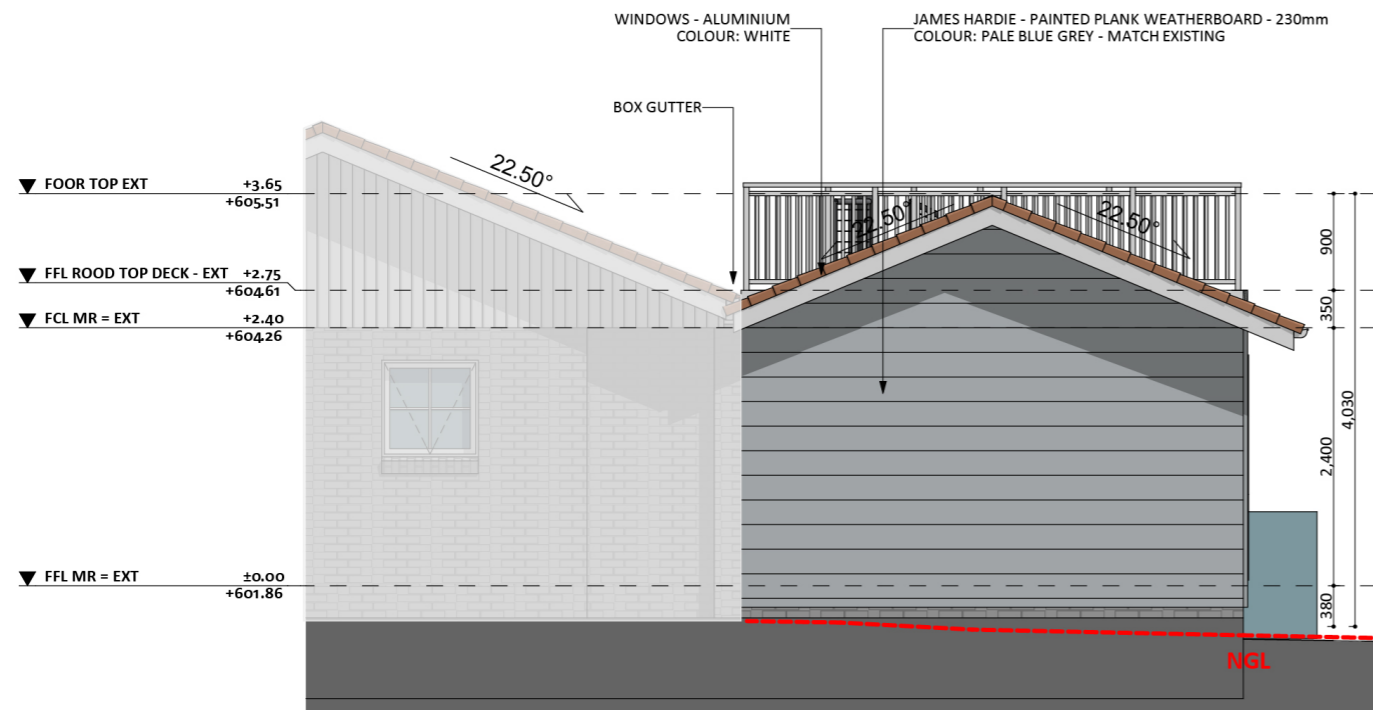 WINDOWS - ALUMINIUM
COLOUR: WHITE
JAMES HARDIE - PAINTED PLANK WEATHERBOARD - 230mm
COLOUR: PALE BLUE GREY - MATCH EXISTING
BOX GUTTER
22.50°
FOOR TOP EXT +3.65
+605.51
22.50°
22.50°
900
FFL ROOD TOP DECK - EXT +2.75
+604.61
350
FCL MR = EXT +2.40
+604.26
4,030
2,400
FFL MR = EXT ±0.00
+601.86
380
NGL